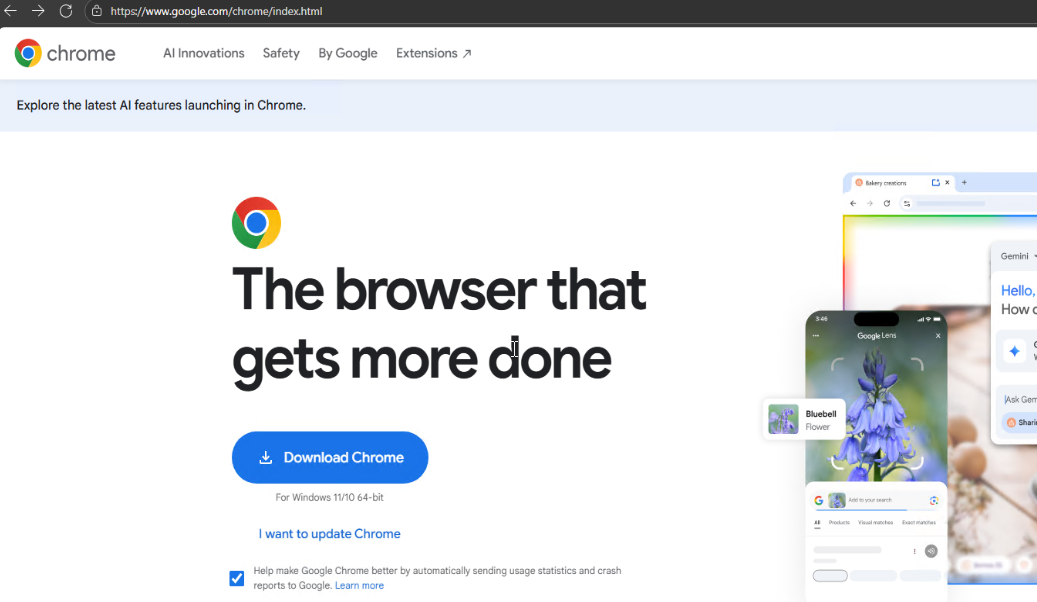 https://www.google.com/chrome/index.html
chrome
AI Innovations Safety By Google Extensions ↗
Explore the latest AI features launching in Chrome.
The browser that
gets more done
Download Chrome
For Windows 11/10 64-bit
I want to update Chrome
Help make Google Chrome better by automatically sending usage statistics and crash
reports to Google. Learn more
Bakery creations
Gemini
Hello,
How
3:46
Google Lens
Bluebell
Flower
Ask Gem
Add to your search
All Products Visual matches Exact matches